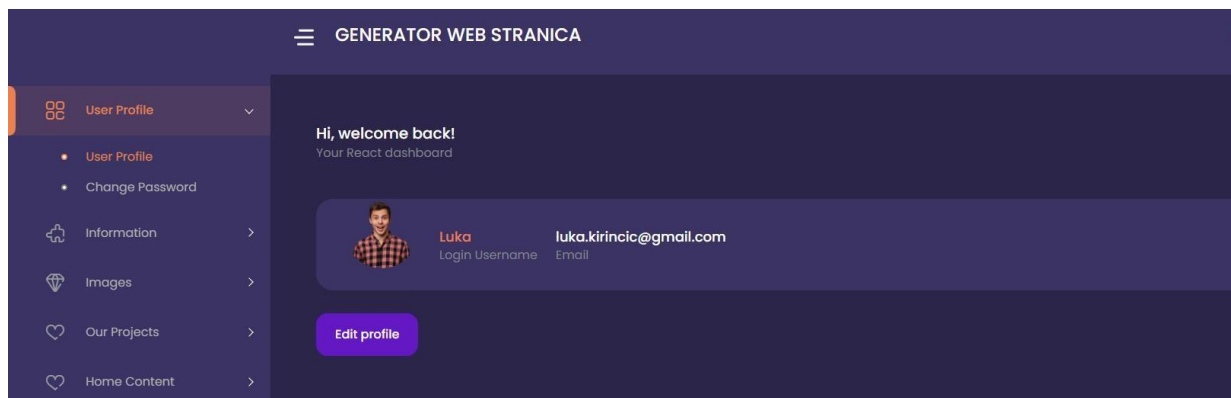 GENERATOR WEB STRANICA
User Profile
User Profile
Change Password
Information
Images
Our Projects
Home Content
Hi, welcome back!
Your React dashboard
Luka
Login Username
luka.kirincic@gmail.com
Email
Edit profile